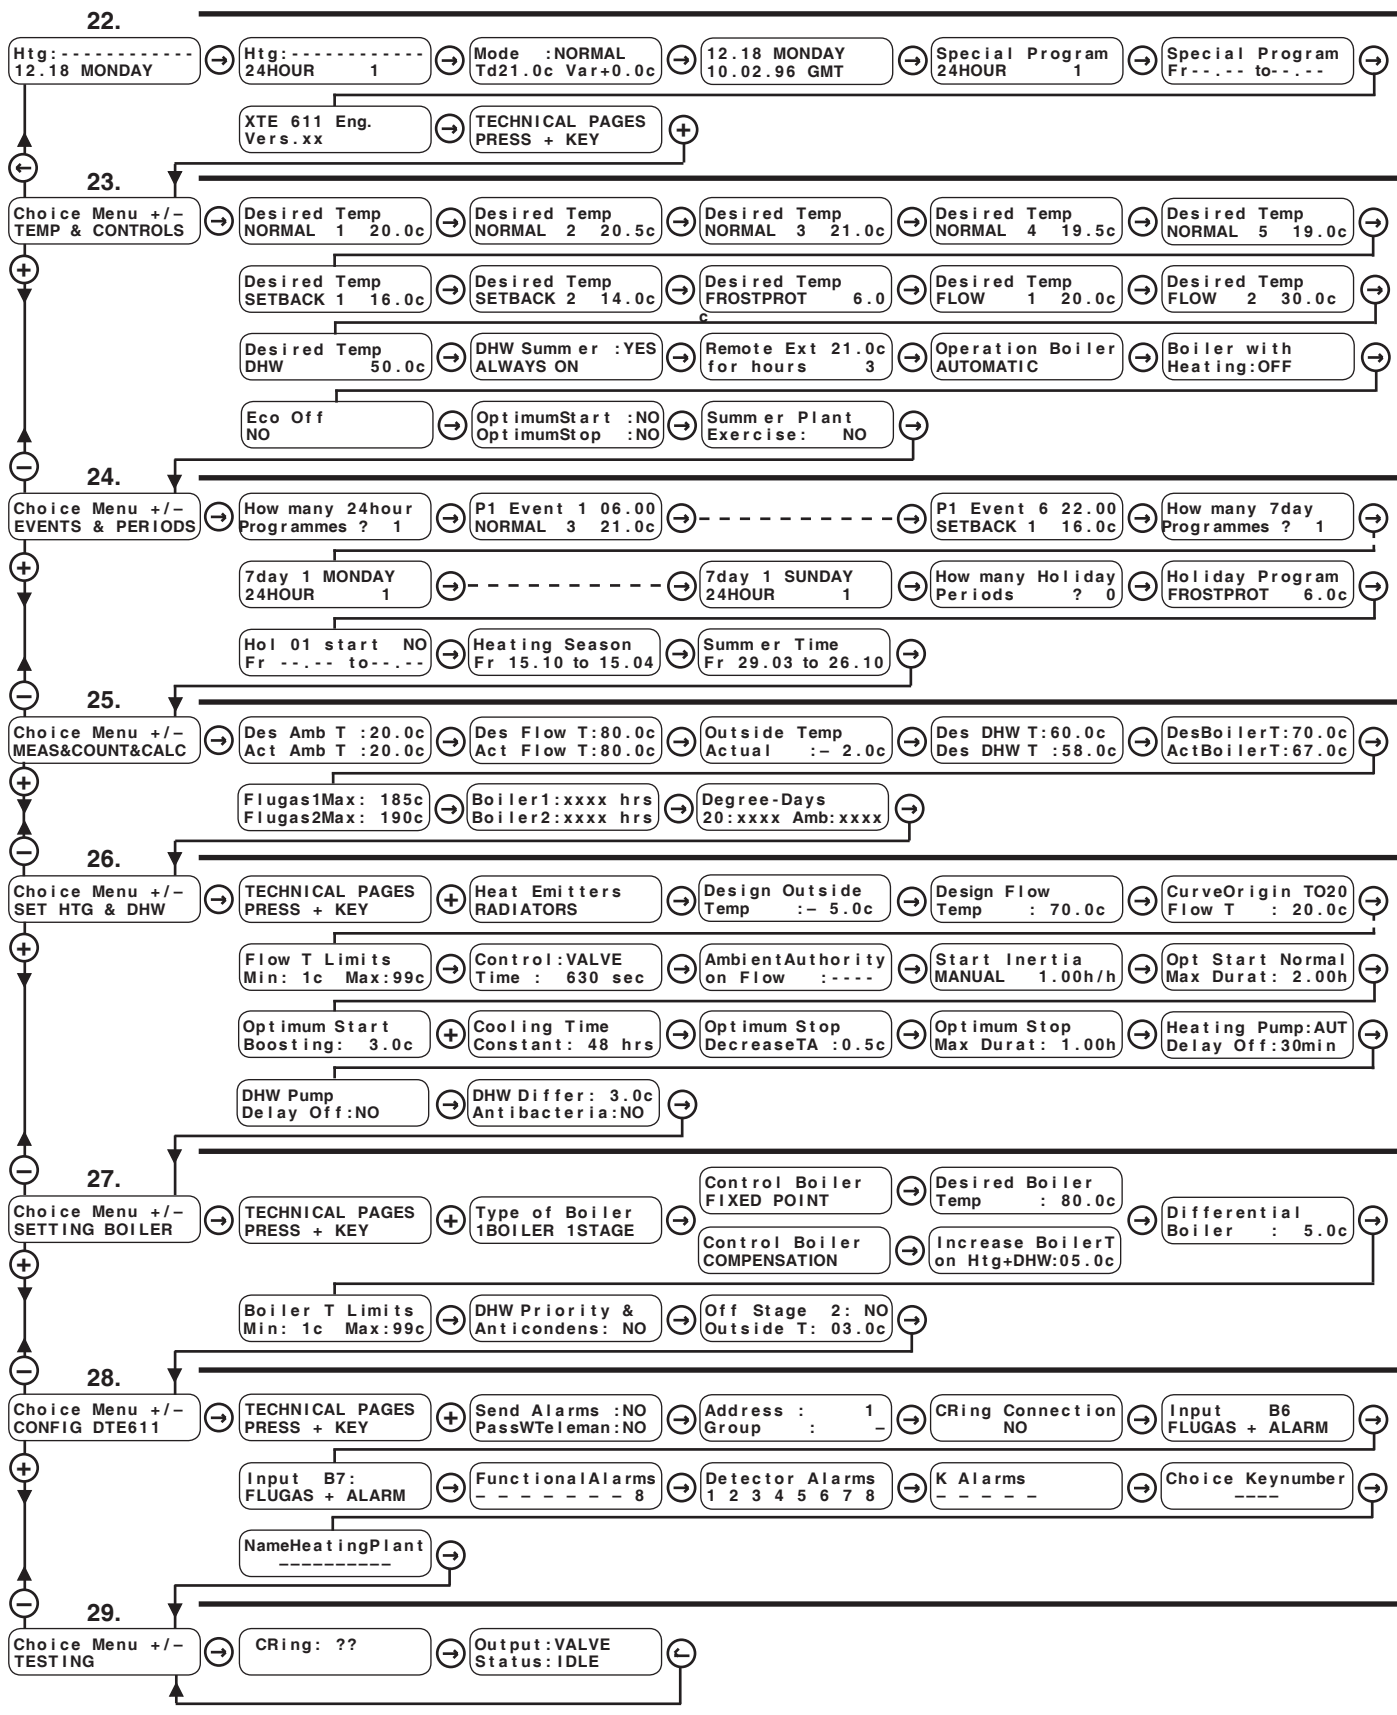 22.
Htg:------------
12.18 MONDAY
Htg:------------
24HOUR 1
Mode :NORMAL
Td21.0c Var+0.0c
12.18 MONDAY
10.02.96 GMT
Special Program
24HOUR 1
Special Program
Fr--.-- to--.--
XTE 611 Eng.
Vers.xx
TECHNICAL PAGES
PRESS + KEY
23.
Choice Menu +/–
TEMP & CONTROLS
Desired Temp
NORMAL 1 20.0c
Desired Temp
NORMAL 2 20.5c
Desired Temp
NORMAL 3 21.0c
Desired Temp
NORMAL 4 19.5c
Desired Temp
NORMAL 5 19.0c
Desired Temp
SETBACK 1 16.0c
Desired Temp
SETBACK 2 14.0c
Desired Temp
FROSTPROT 6.0
c
Desired Temp
FLOW 1 20.0c
Desired Temp
FLOW 2 30.0c
Desired Temp
DHW 50.0c
DHW Summer :YES
ALWAYS ON
Remote Ext 21.0c
for hours 3
Operation Boiler
AUTOMATIC
Boiler with
Heating:OFF
Eco Off
NO
OptimumStart :NO
OptimumStop :NO
Summer Plant
Exercise: NO
24.
Choice Menu +/–
EVENTS & PERIODS
How many 24hour
Programmes ? 1
P1 Event 1 06.00
NORMAL 3 21.0c
P1 Event 6 22.00
SETBACK 1 16.0c
How many 7day
Programmes ? 1
7day 1 MONDAY
24HOUR 1
7day 1 SUNDAY
24HOUR 1
How many Holiday
Periods ? 0
Holiday Program
FROSTPROT 6.0c
Hol 01 start NO
Fr --.-- to--.--
Heating Season
Fr 15.10 to 15.04
Summer Time
Fr 29.03 to 26.10
25.
Choice Menu +/–
MEAS&COUNT&CALC
Des Amb T :20.0c
Act Amb T :20.0c
Des Flow T:80.0c
Act Flow T:80.0c
Outside Temp
Actual :– 2.0c
Des DHW T:60.0c
Des DHW T :58.0c
DesBoilerT:70.0c
ActBoilerT:67.0c
Flugas1Max: 185c
Flugas2Max: 190c
Boiler1:xxxx hrs
Boiler2:xxxx hrs
Degree-Days
20:xxxx Amb:xxxx
26.
Choice Menu +/–
SET HTG & DHW
TECHNICAL PAGES
PRESS + KEY
Heat Emitters
RADIATORS
Design Outside
Temp :– 5.0c
Design Flow
Temp : 70.0c
CurveOrigin TO20
Flow T : 20.0c
Flow T Limits
Min: 1c Max:99c
Control:VALVE
Time : 630 sec
AmbientAuthority
on Flow :----
Start Inertia
MANUAL 1.00h/h
Opt Start Normal
Max Durat: 2.00h
Optimum Start
Boosting: 3.0c
Cooling Time
Constant: 48 hrs
Optimum Stop
DecreaseTA :0.5c
Optimum Stop
Max Durat: 1.00h
Heating Pump:AUT
Delay Off:30min
DHW Pump
Delay Off:NO
DHW Differ: 3.0c
Antibacteria:NO
27.
Choice Menu +/–
SETTING BOILER
TECHNICAL PAGES
PRESS + KEY
Type of Boiler
1BOILER 1STAGE
Control Boiler
FIXED POINT
Desired Boiler
Temp : 80.0c
Control Boiler
COMPENSATION
Increase BoilerT
on Htg+DHW:05.0c
Differential
Boiler : 5.0c
Boiler T Limits
Min: 1c Max:99c
DHW Priority &
Anticondens: NO
Off Stage 2: NO
Outside T: 03.0c
28.
Choice Menu +/–
CONFIG DTE611
TECHNICAL PAGES
PRESS + KEY
Send Alarms :NO
PassWTeleman:NO
Address : 1
Group : –
CRing Connection
NO
Input B6
FLUGAS + ALARM
Input B7:
FLUGAS + ALARM
FunctionalAlarms
– – – – – – – 8
Detector Alarms
1 2 3 4 5 6 7 8
K Alarms
– – – – –
Choice Keynumber
––––
NameHeatingPlant
––––––––––
29.
Choice Menu +/–
TESTING
CRing: ??
Output:VALVE
Status:IDLE